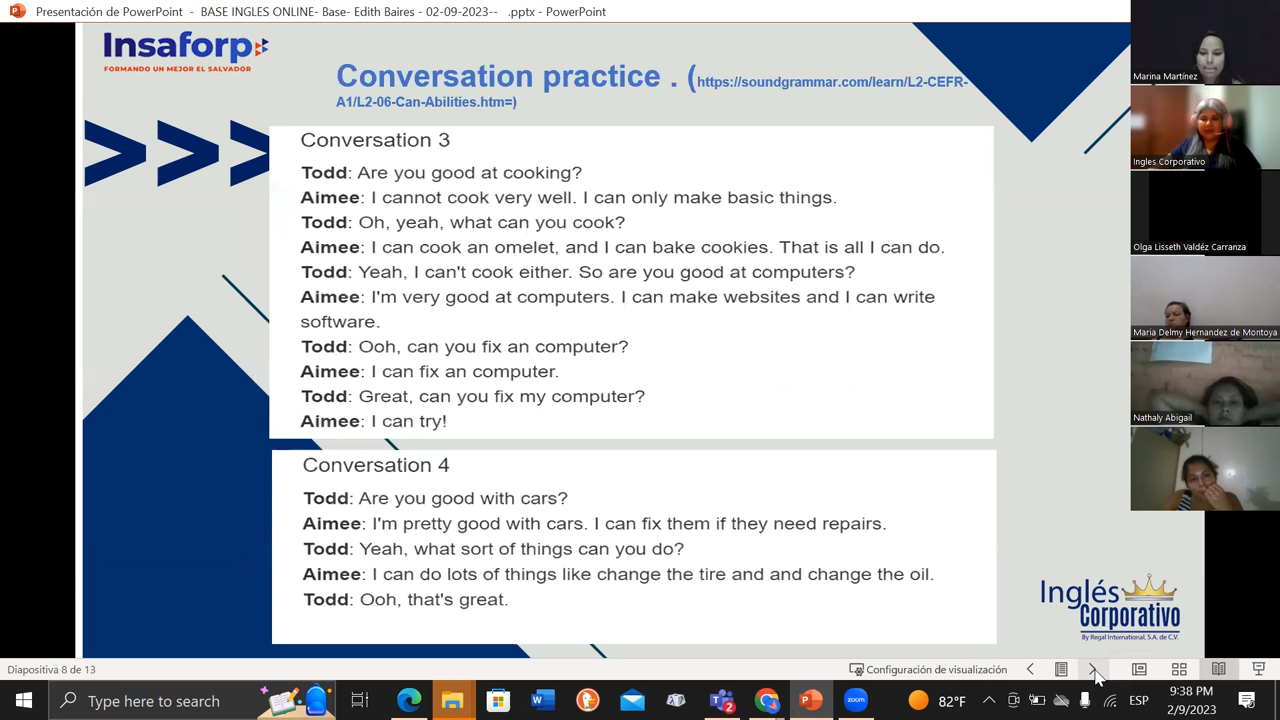 Presentación de PowerPoint - BASE INGLES ONLINE- Base- Edith Baires - 02-09-2023-- .pptx - PowerPoint
Insaforp
FORMANDO UN MEJOR EL SALVADOR
Conversation practice . (https://soundgrammar.com/learn/L2-CEFR-
A1/L2-06-Can-Abilities.htm=)
Conversation 3
Todd: Are you good at cooking?
Aimee: I cannot cook very well. I can only make basic things.
Todd: Oh, yeah, what can you cook?
Aimee: I can cook an omelet, and I can bake cookies. That is all I can do.
Todd: Yeah, I can't cook either. So are you good at computers?
Aimee: I'm very good at computers. I can make websites and I can write
software.
Todd: Ooh, can you fix an computer?
Aimee: I can fix an computer.
Todd: Great, can you fix my computer?
Aimee: I can try!
Conversation 4
Todd: Are you good with cars?
Aimee: I'm pretty good with cars. I can fix them if they need repairs.
Todd: Yeah, what sort of things can you do?
Aimee: I can do lots of things like change the tire and and change the oil.
Todd: Ooh, that's great.
Inglés
Corporativo
By Regal International, S.A. de C.V.
Marina Martínez
Ingles Corporativo
Olga Lisseth Valdéz Carranza
Maria Delmy Hernandez de Montoya
Nathaly Abigail
Diapositiva 8 de 13
Configuración de visualización
Type here to search
82°F
ESP
9:38 PM
2/9/2023